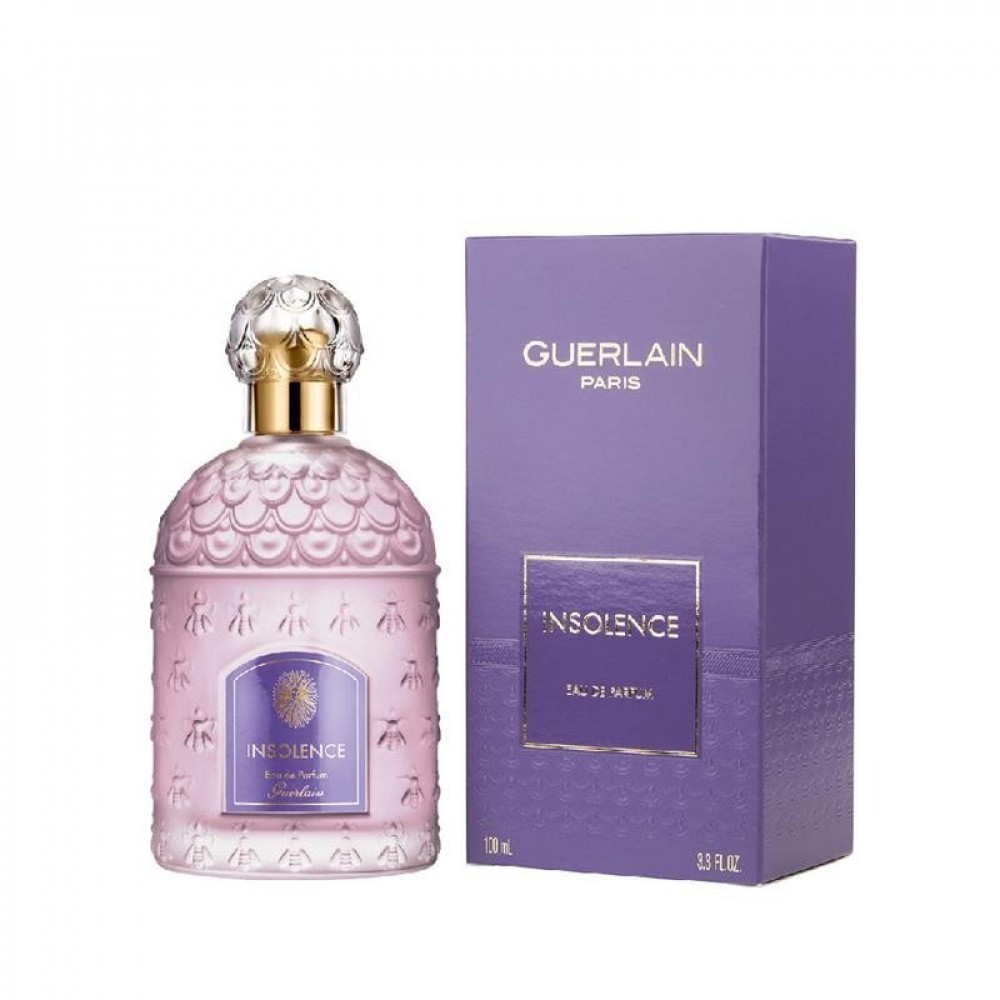 INSOLENCE
Eau de Parfum
Guerlain
GUERLAIN
PARIS
INSOLENCE
EAU DE PARFUM
100 mL
3.3 FL.OZ.